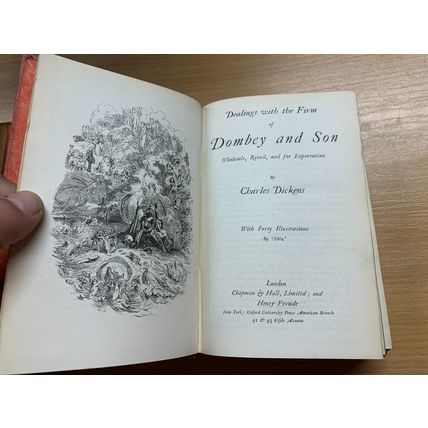 Dealings with the Firm
of
Dombey and Son
Wholesale, Retail, and for Exportation
By
Charles Dickens
With Forty Illustrations
By 'Phiz'
London
Chapman & Hall, Limited; and
Henry Frowde
New York: Oxford University Press American Branch
91 & 93 Fifth Avenue